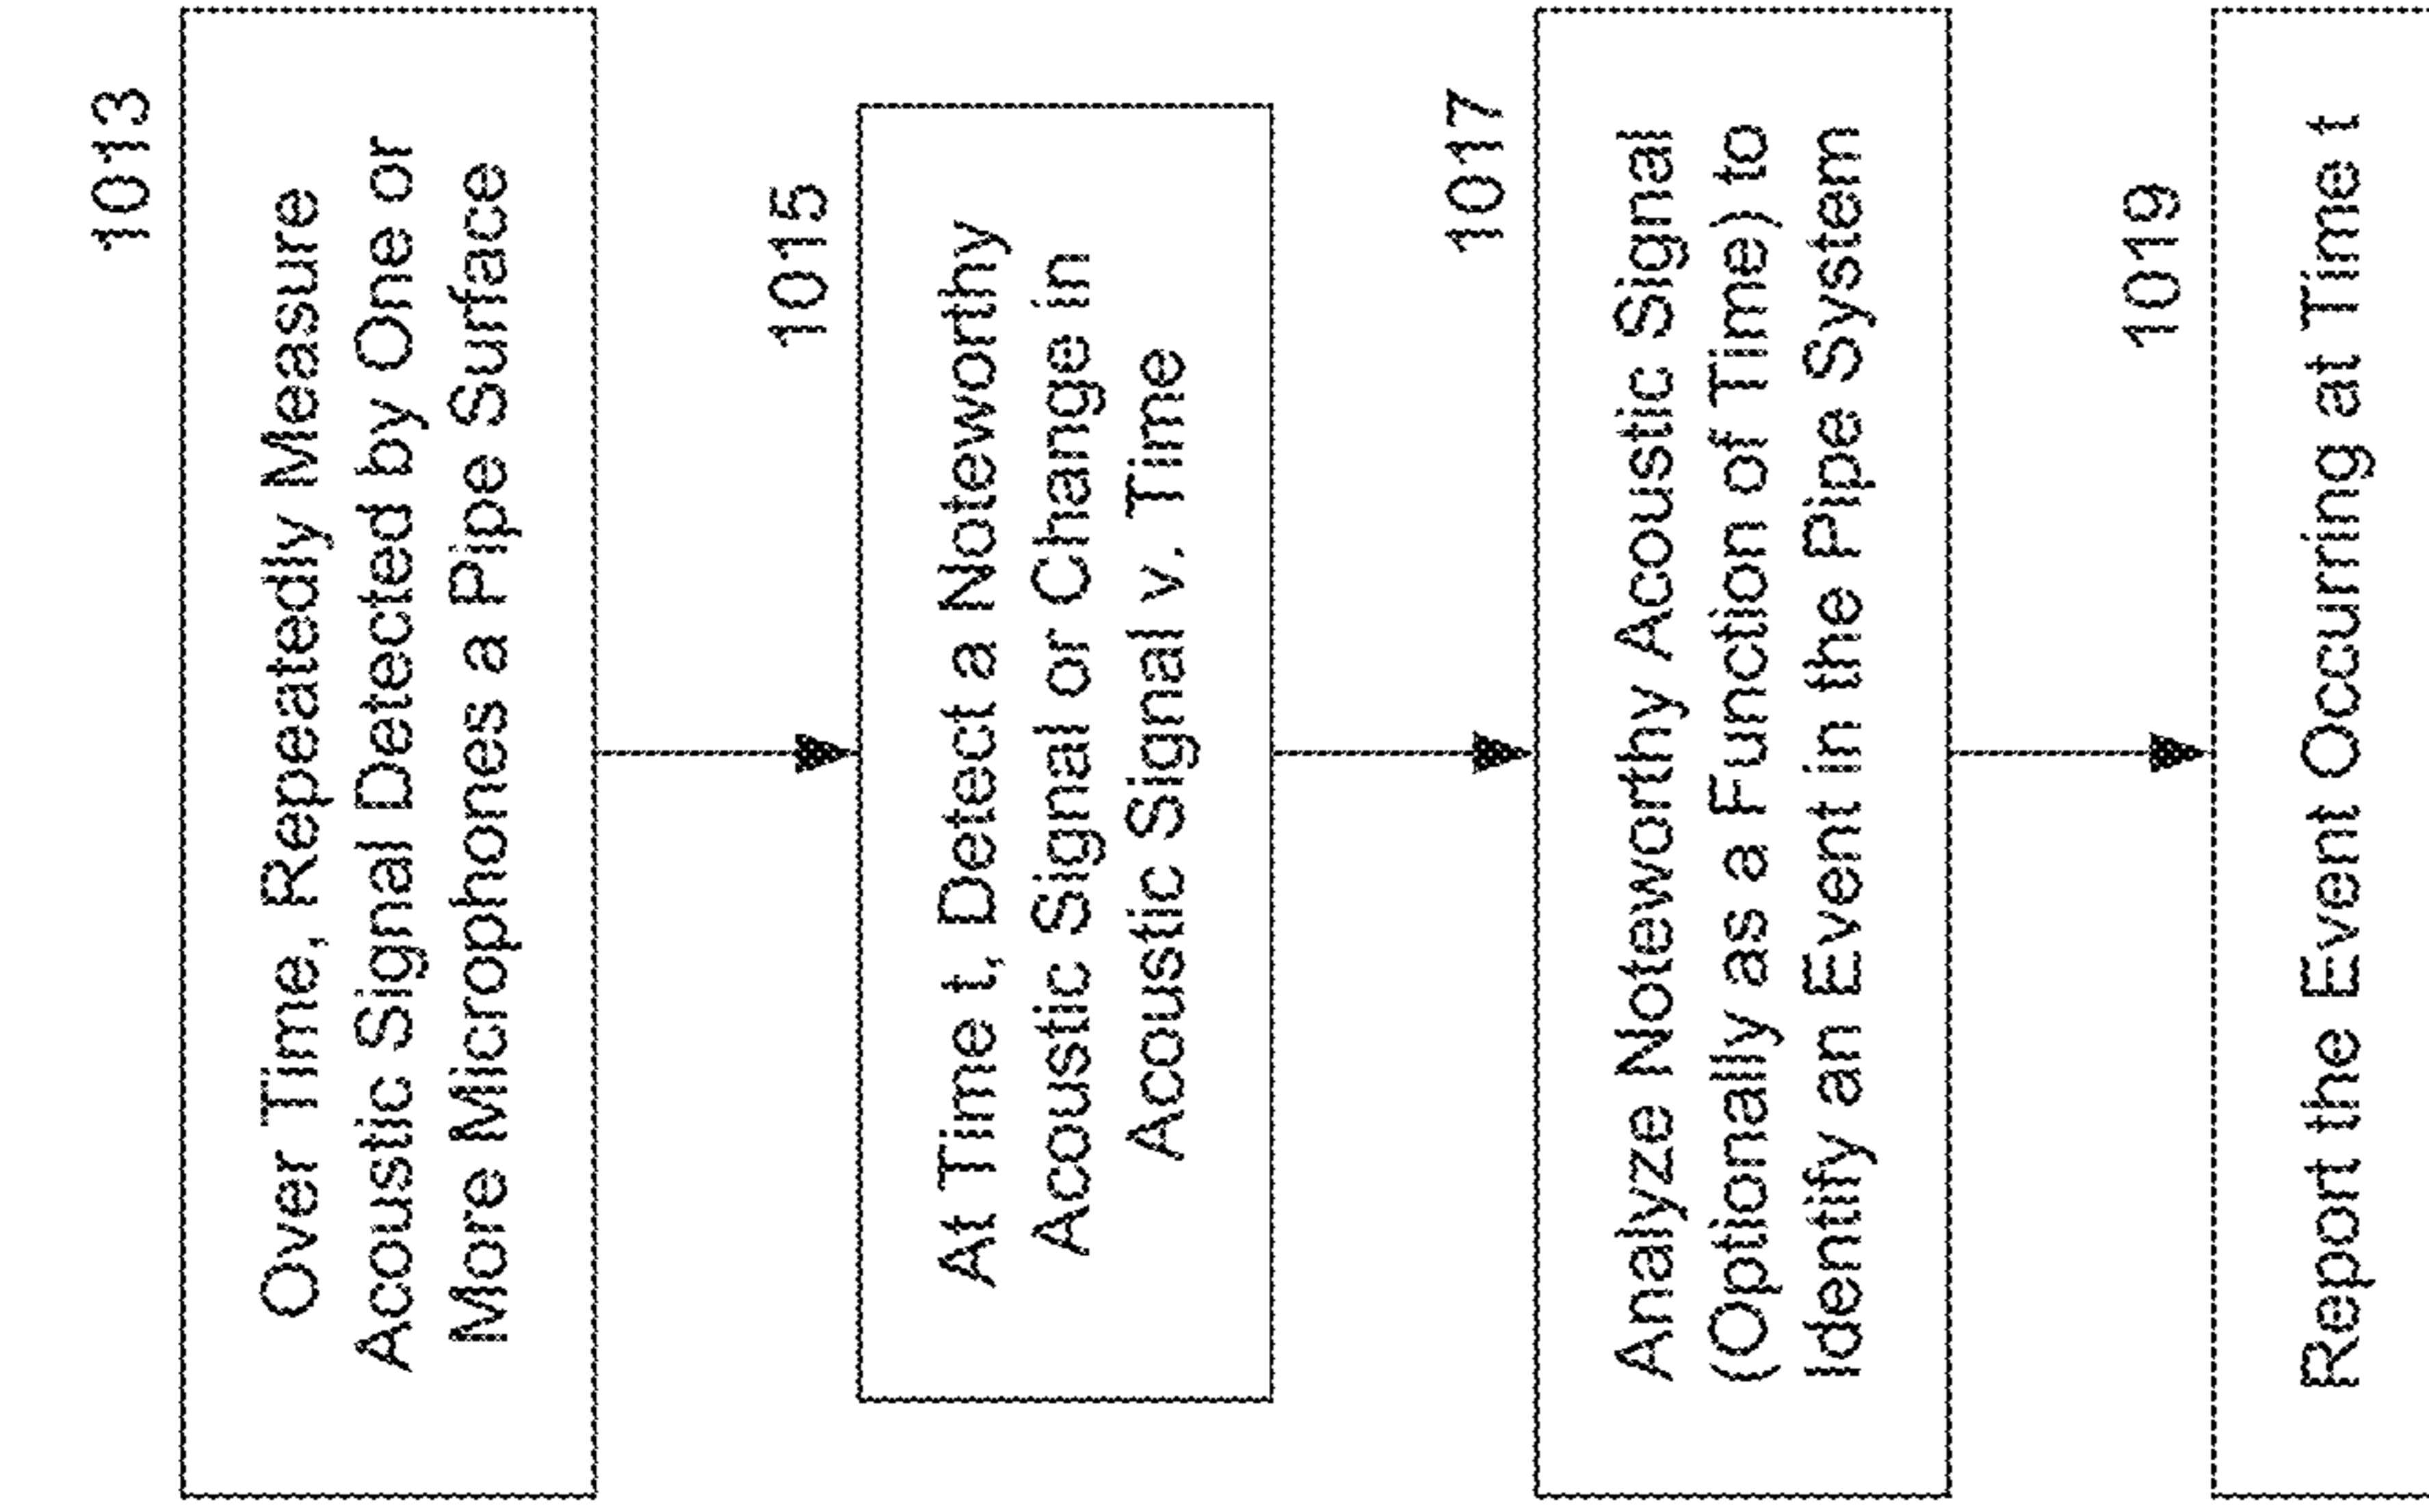 1013
Over Time, Repeatedly Measure
Acoustic Signal Detected by One or
More Microphones a Pipe Surface
1015
At Time t, Detect a Noteworthy
Acoustic Signal or Change in
Acoustic Signal v. Time
1017
Analyze Noteworthy Acoustic Signal
(Optionally as a Function of Time) to
Identify an Event in the Pipe System
1019
Report the Event Occurring at Time t